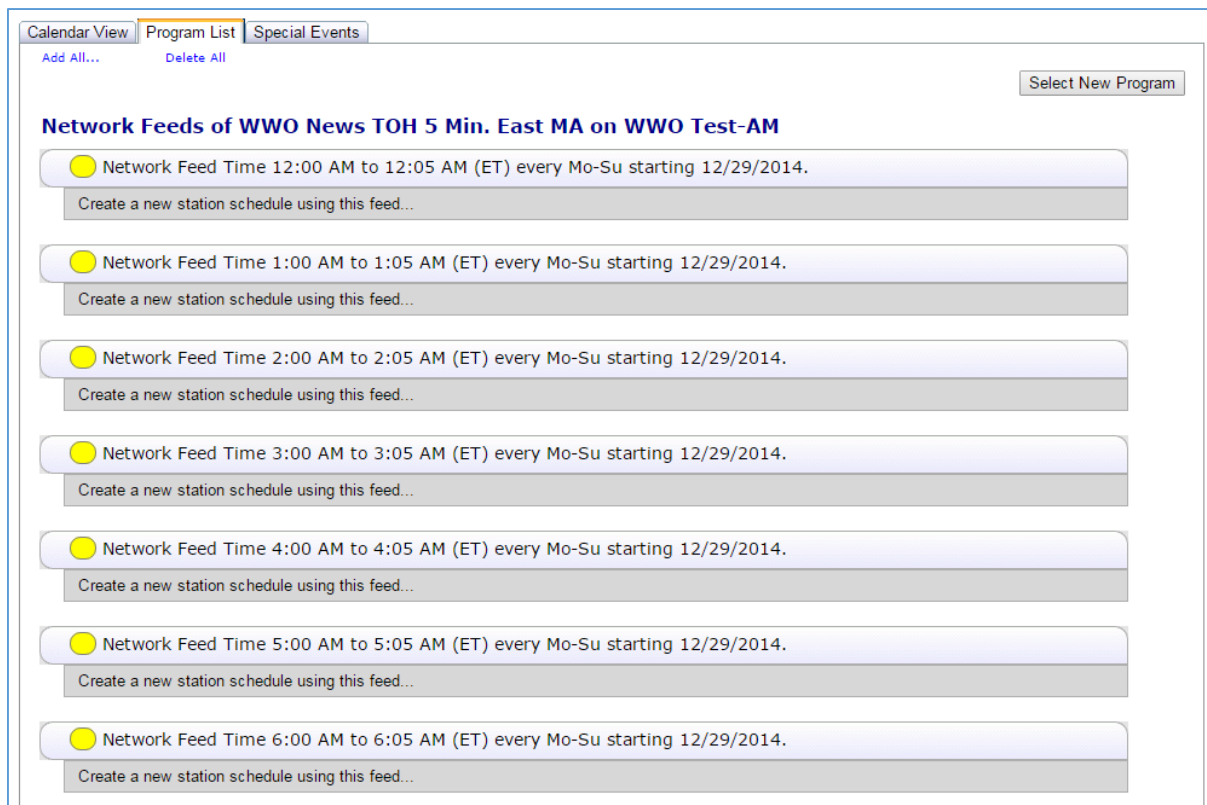 Calendar View Program List Special Events
Add All... Delete All
Select New Program
Network Feeds of WWO News TOH 5 Min. East MA on WWO Test-AM
Network Feed Time 12:00 AM to 12:05 AM (ET) every Mo-Su starting 12/29/2014.
Create a new station schedule using this feed...
Network Feed Time 1:00 AM to 1:05 AM (ET) every Mo-Su starting 12/29/2014.
Create a new station schedule using this feed...
Network Feed Time 2:00 AM to 2:05 AM (ET) every Mo-Su starting 12/29/2014.
Create a new station schedule using this feed...
Network Feed Time 3:00 AM to 3:05 AM (ET) every Mo-Su starting 12/29/2014.
Create a new station schedule using this feed...
Network Feed Time 4:00 AM to 4:05 AM (ET) every Mo-Su starting 12/29/2014.
Create a new station schedule using this feed...
Network Feed Time 5:00 AM to 5:05 AM (ET) every Mo-Su starting 12/29/2014.
Create a new station schedule using this feed...
Network Feed Time 6:00 AM to 6:05 AM (ET) every Mo-Su starting 12/29/2014.
Create a new station schedule using this feed...